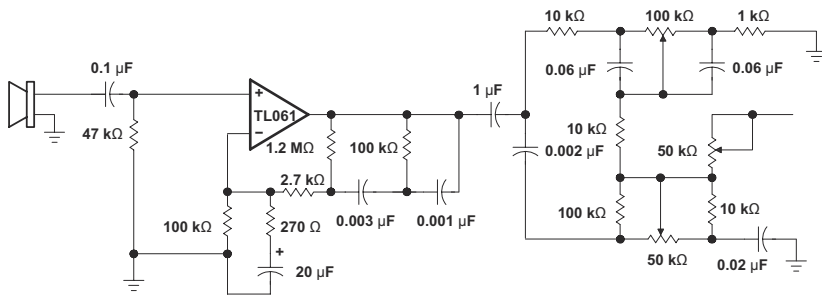 10 kΩ
100 kΩ
1 kΩ
0.1 µF
0.06 µF
0.06 µF
1 µF
+
TL061
−
47 kΩ
1.2 MΩ
100 kΩ
10 kΩ
0.002 µF
50 kΩ
2.7 kΩ
100 kΩ
270 Ω
0.003 µF
0.001 µF
100 kΩ
10 kΩ
+
20 µF
50 kΩ
0.02 µF